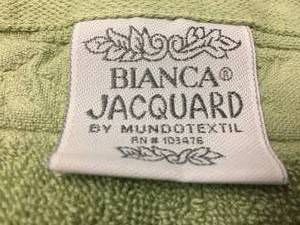 BIANCA®
JACQUARD
BY MUNDOTEXTIL
RN # 103476